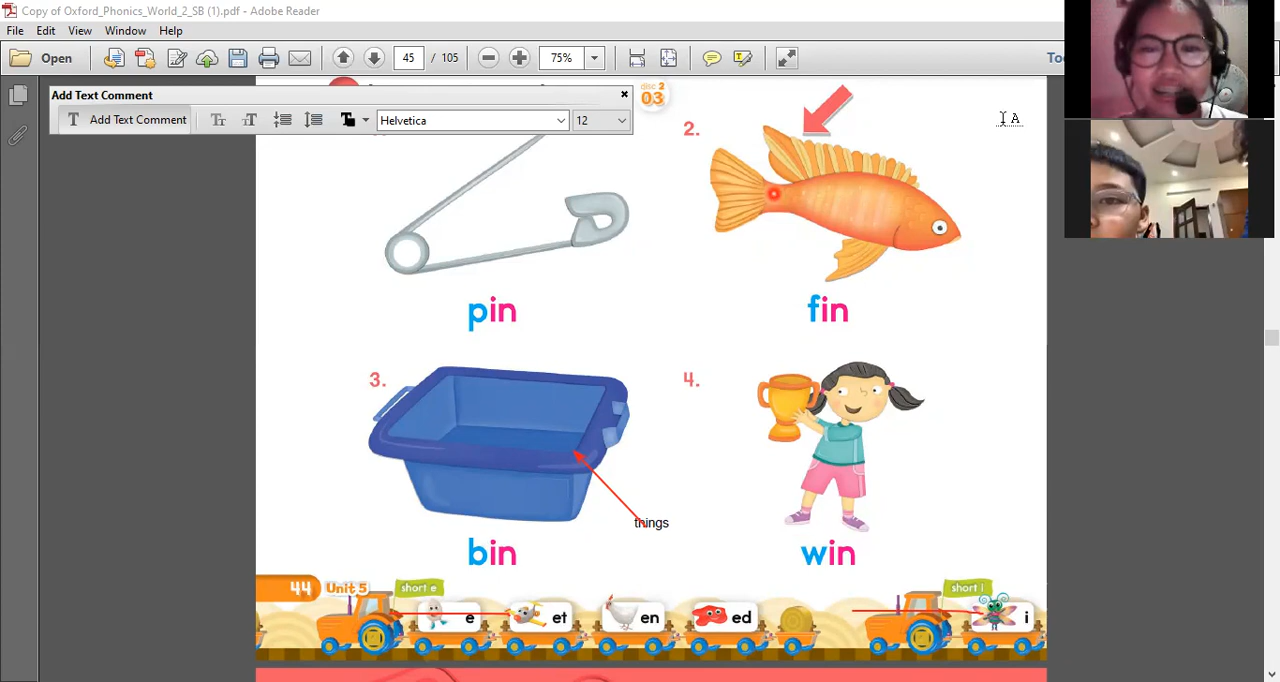 Copy of Oxford_Phonics_World_2_SB (1).pdf - Adobe Reader
File Edit View Window Help
Open 45 / 105 75%
Add Text Comment
Add Text Comment Helvetica 12
disc 2
03
2.
A
pin fin
3. 4.
things
bin win
44 Unit 5 short e short i
e et en ed i